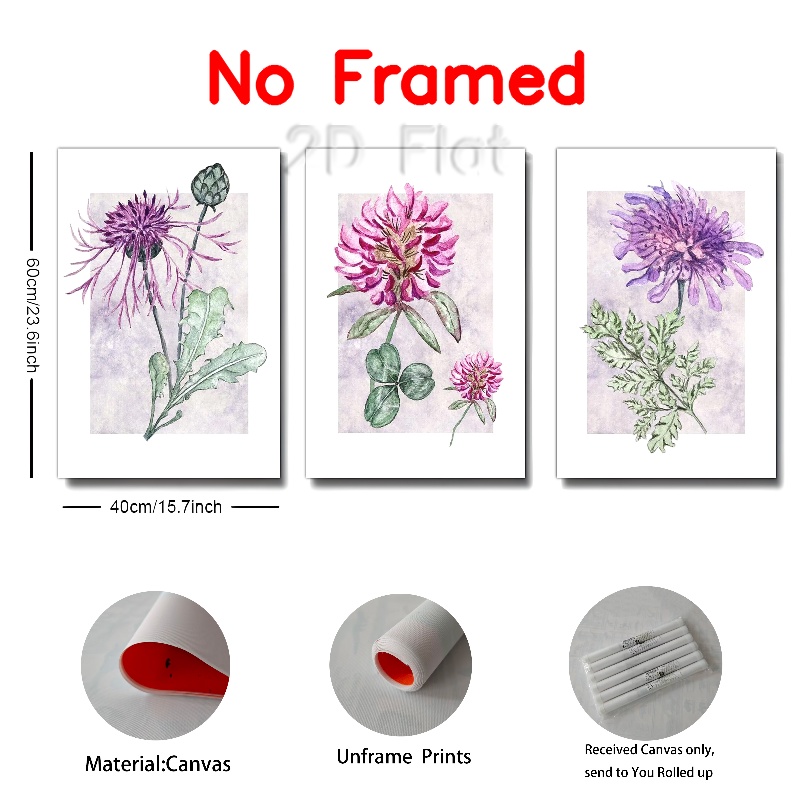 No Framed
2D Flat
60cm/23.6inch
40cm/15.7inch
Material:Canvas
Unframe Prints
Received Canvas only,
send to You Rolled up